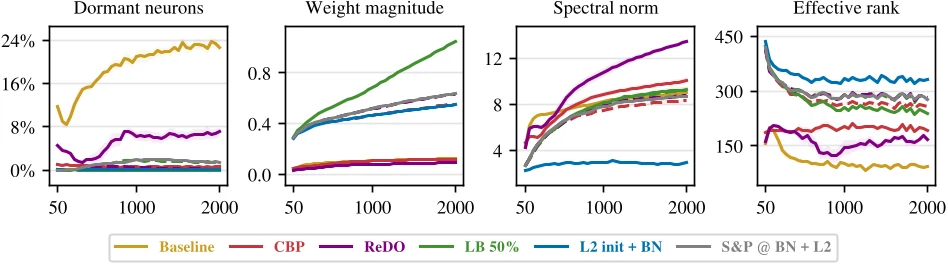 Dormant neurons Weight magnitude Spectral norm Effective rank
24% 16% 8% 0%
0.8 0.4 0.0
12 8 4
450 300 150
50 1000 2000 50 1000 2000 50 1000 2000 50 1000 2000
Baseline CBP ReDO LB 50% L2 init + BN S&P @ BN + L2